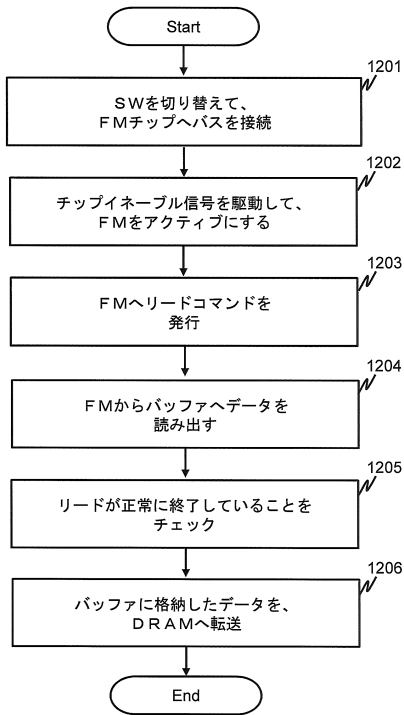 Start
1201
ＳＷを切り替えて、
ＦＭチップへバスを接続
1202
チップイネーブル信号を駆動して、
ＦＭをアクティブにする
1203
ＦＭへリードコマンドを
発行
1204
ＦＭからバッファへデータを
読み出す
1205
リードが正常に終了していることを
チェック
1206
バッファに格納したデータを、
ＤＲＡＭへ転送
End